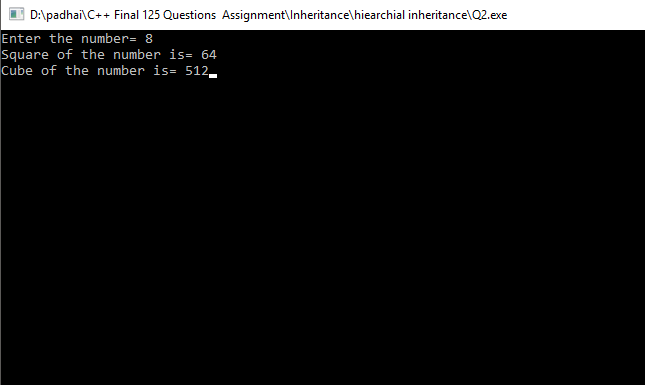 D:\padhai\C++ Final 125 Questions  Assignment\Inheritance\hiearchial inheritance\Q2.exe
Enter the number= 8
Square of the number is= 64
Cube of the number is= 512